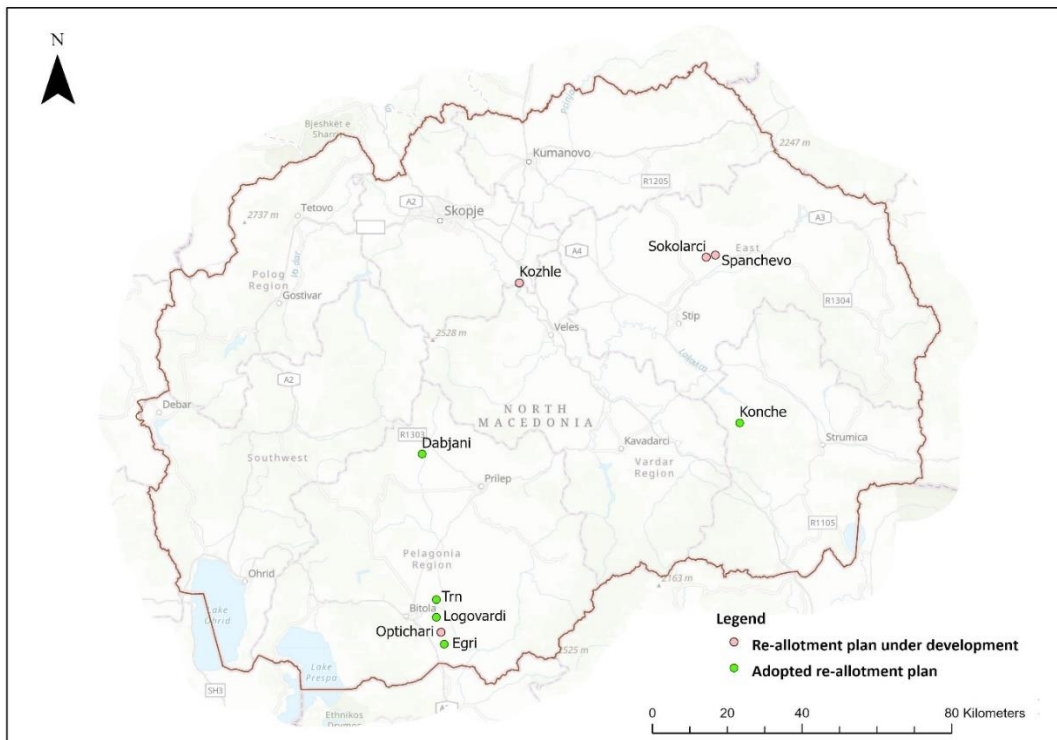 N
Bjeshkët e
2247 m
Kumanovo
R1205
A2
Tetovo
2737 m
Skopje
A3
A4
Sokolarci
East
Spanchevo
Polog
Region
Kozhle
Gostivar
R1304
Stip
Veles
2528 m
A2
Debar
NORTH
MACEDONIA
Konche
R1303
Dabjani
Strumica
Kavadarci
Southwest
Vardar
Region
Prilep
R1105
Pelagonia
Region
Ohrid
2163 m
Trn
Bitola
Lake
Ohrid
Logovardi
Optichari
Egri
2525 m
Lake
Prespa
SH3
Ethnikos
Legend
Re-allotment plan under development
Adopted re-allotment plan
0 20 40 80 Kilometers